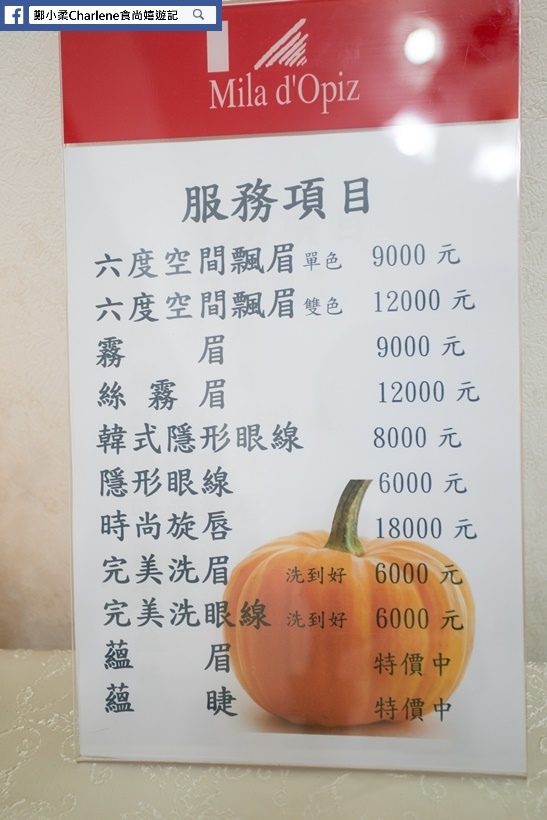 鄭小柔Charlene食尚嬉遊記
Mila d'Opiz
服務項目
六度空間飄眉 單色 9000 元
六度空間飄眉 雙色 12000 元
霧 眉 9000 元
絲 霧 眉 12000 元
韓式隱形眼線 8000 元
隱形眼線 6000 元
時尚旋唇 18000 元
完美洗眉 洗到好 6000 元
完美洗眼線 洗到好 6000 元
蘊 眉 特價中
蘊 睫 特價中